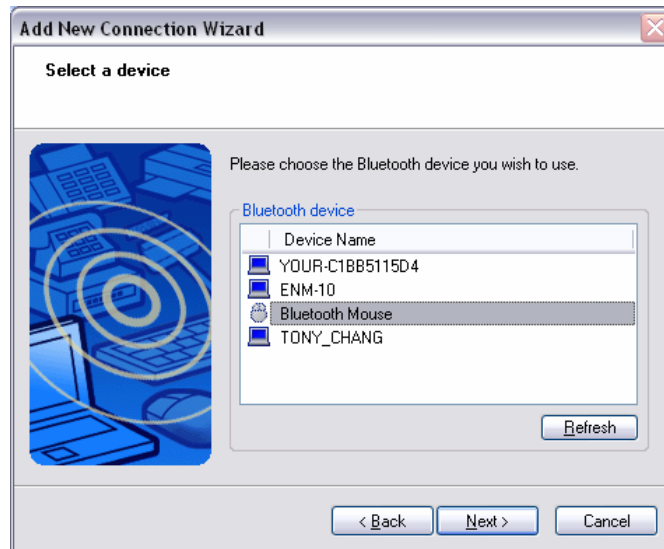 Add New Connection Wizard
Select a device
Please choose the Bluetooth device you wish to use.
Bluetooth device
Device Name
YOUR-C1BB5115D4
ENM-10
Bluetooth Mouse
TONY_CHANG
Refresh
< Back Next > Cancel